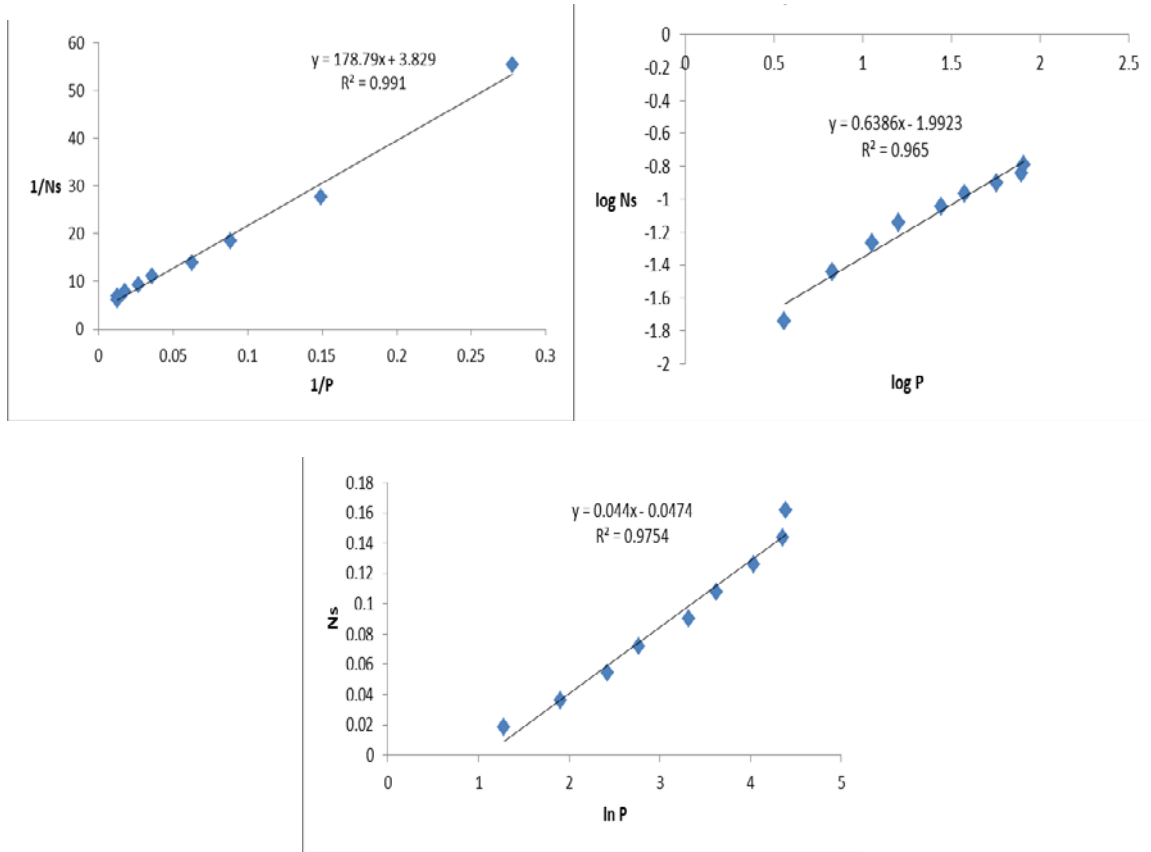 60
50
40
30
20
10
0
1/Ns
y = 178.79x + 3.829
R² = 0.991
0 0.05 0.1 0.15 0.2 0.25 0.3
1/P
0
-0.2
-0.4
-0.6
-0.8
-1
-1.2
-1.4
-1.6
-1.8
-2
log Ns
0 0.5 1 1.5 2 2.5
y = 0.6386x - 1.9923
R² = 0.965
log P
0.18
0.16
0.14
0.12
0.1
0.08
0.06
0.04
0.02
0
Ns
y = 0.044x - 0.0474
R² = 0.9754
0 1 2 3 4 5
ln P